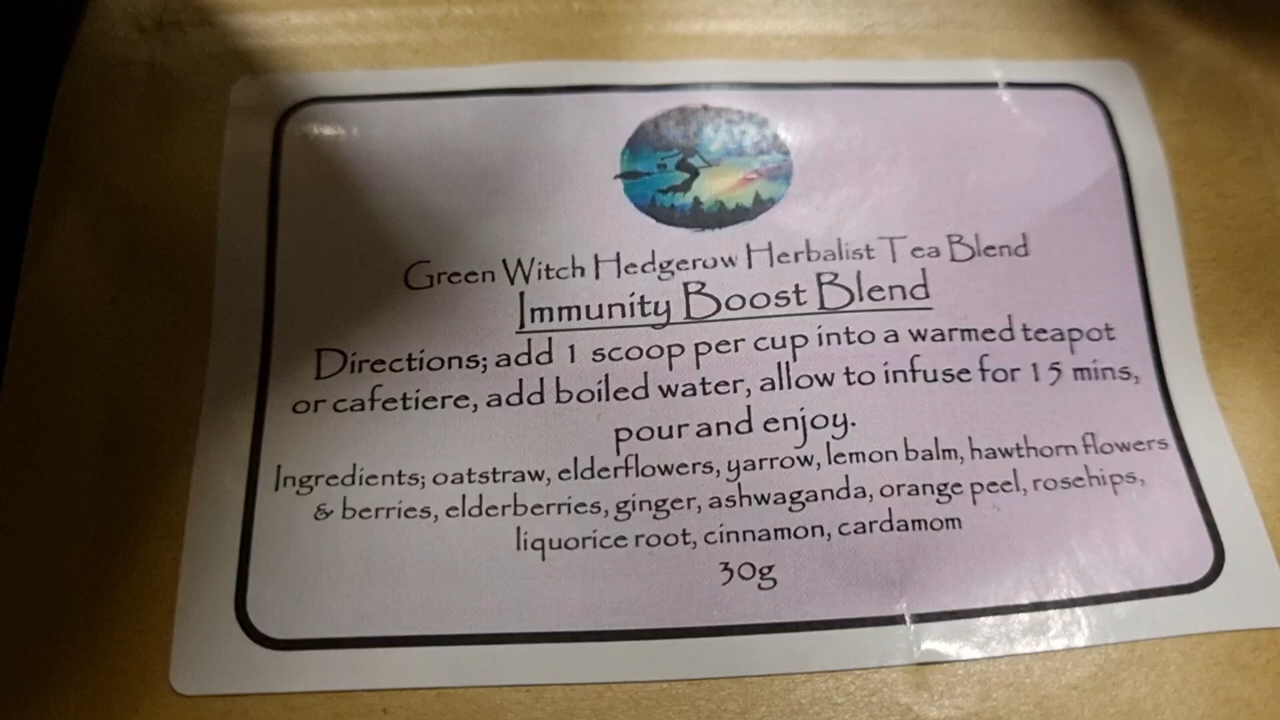 Green Witch Hedgerow Herbalist Tea Blend
Immunity Boost Blend
Directions; add 1 scoop per cup into a warmed teapot
or cafetiere, add boiled water, allow to infuse for 15 mins,
pour and enjoy.
Ingredients; oatstraw, elderflowers, yarrow, lemon balm, hawthorn flowers
& berries, elderberries, ginger, ashwaganda, orange peel, rosehips,
liquorice root, cinnamon, cardamom
30g